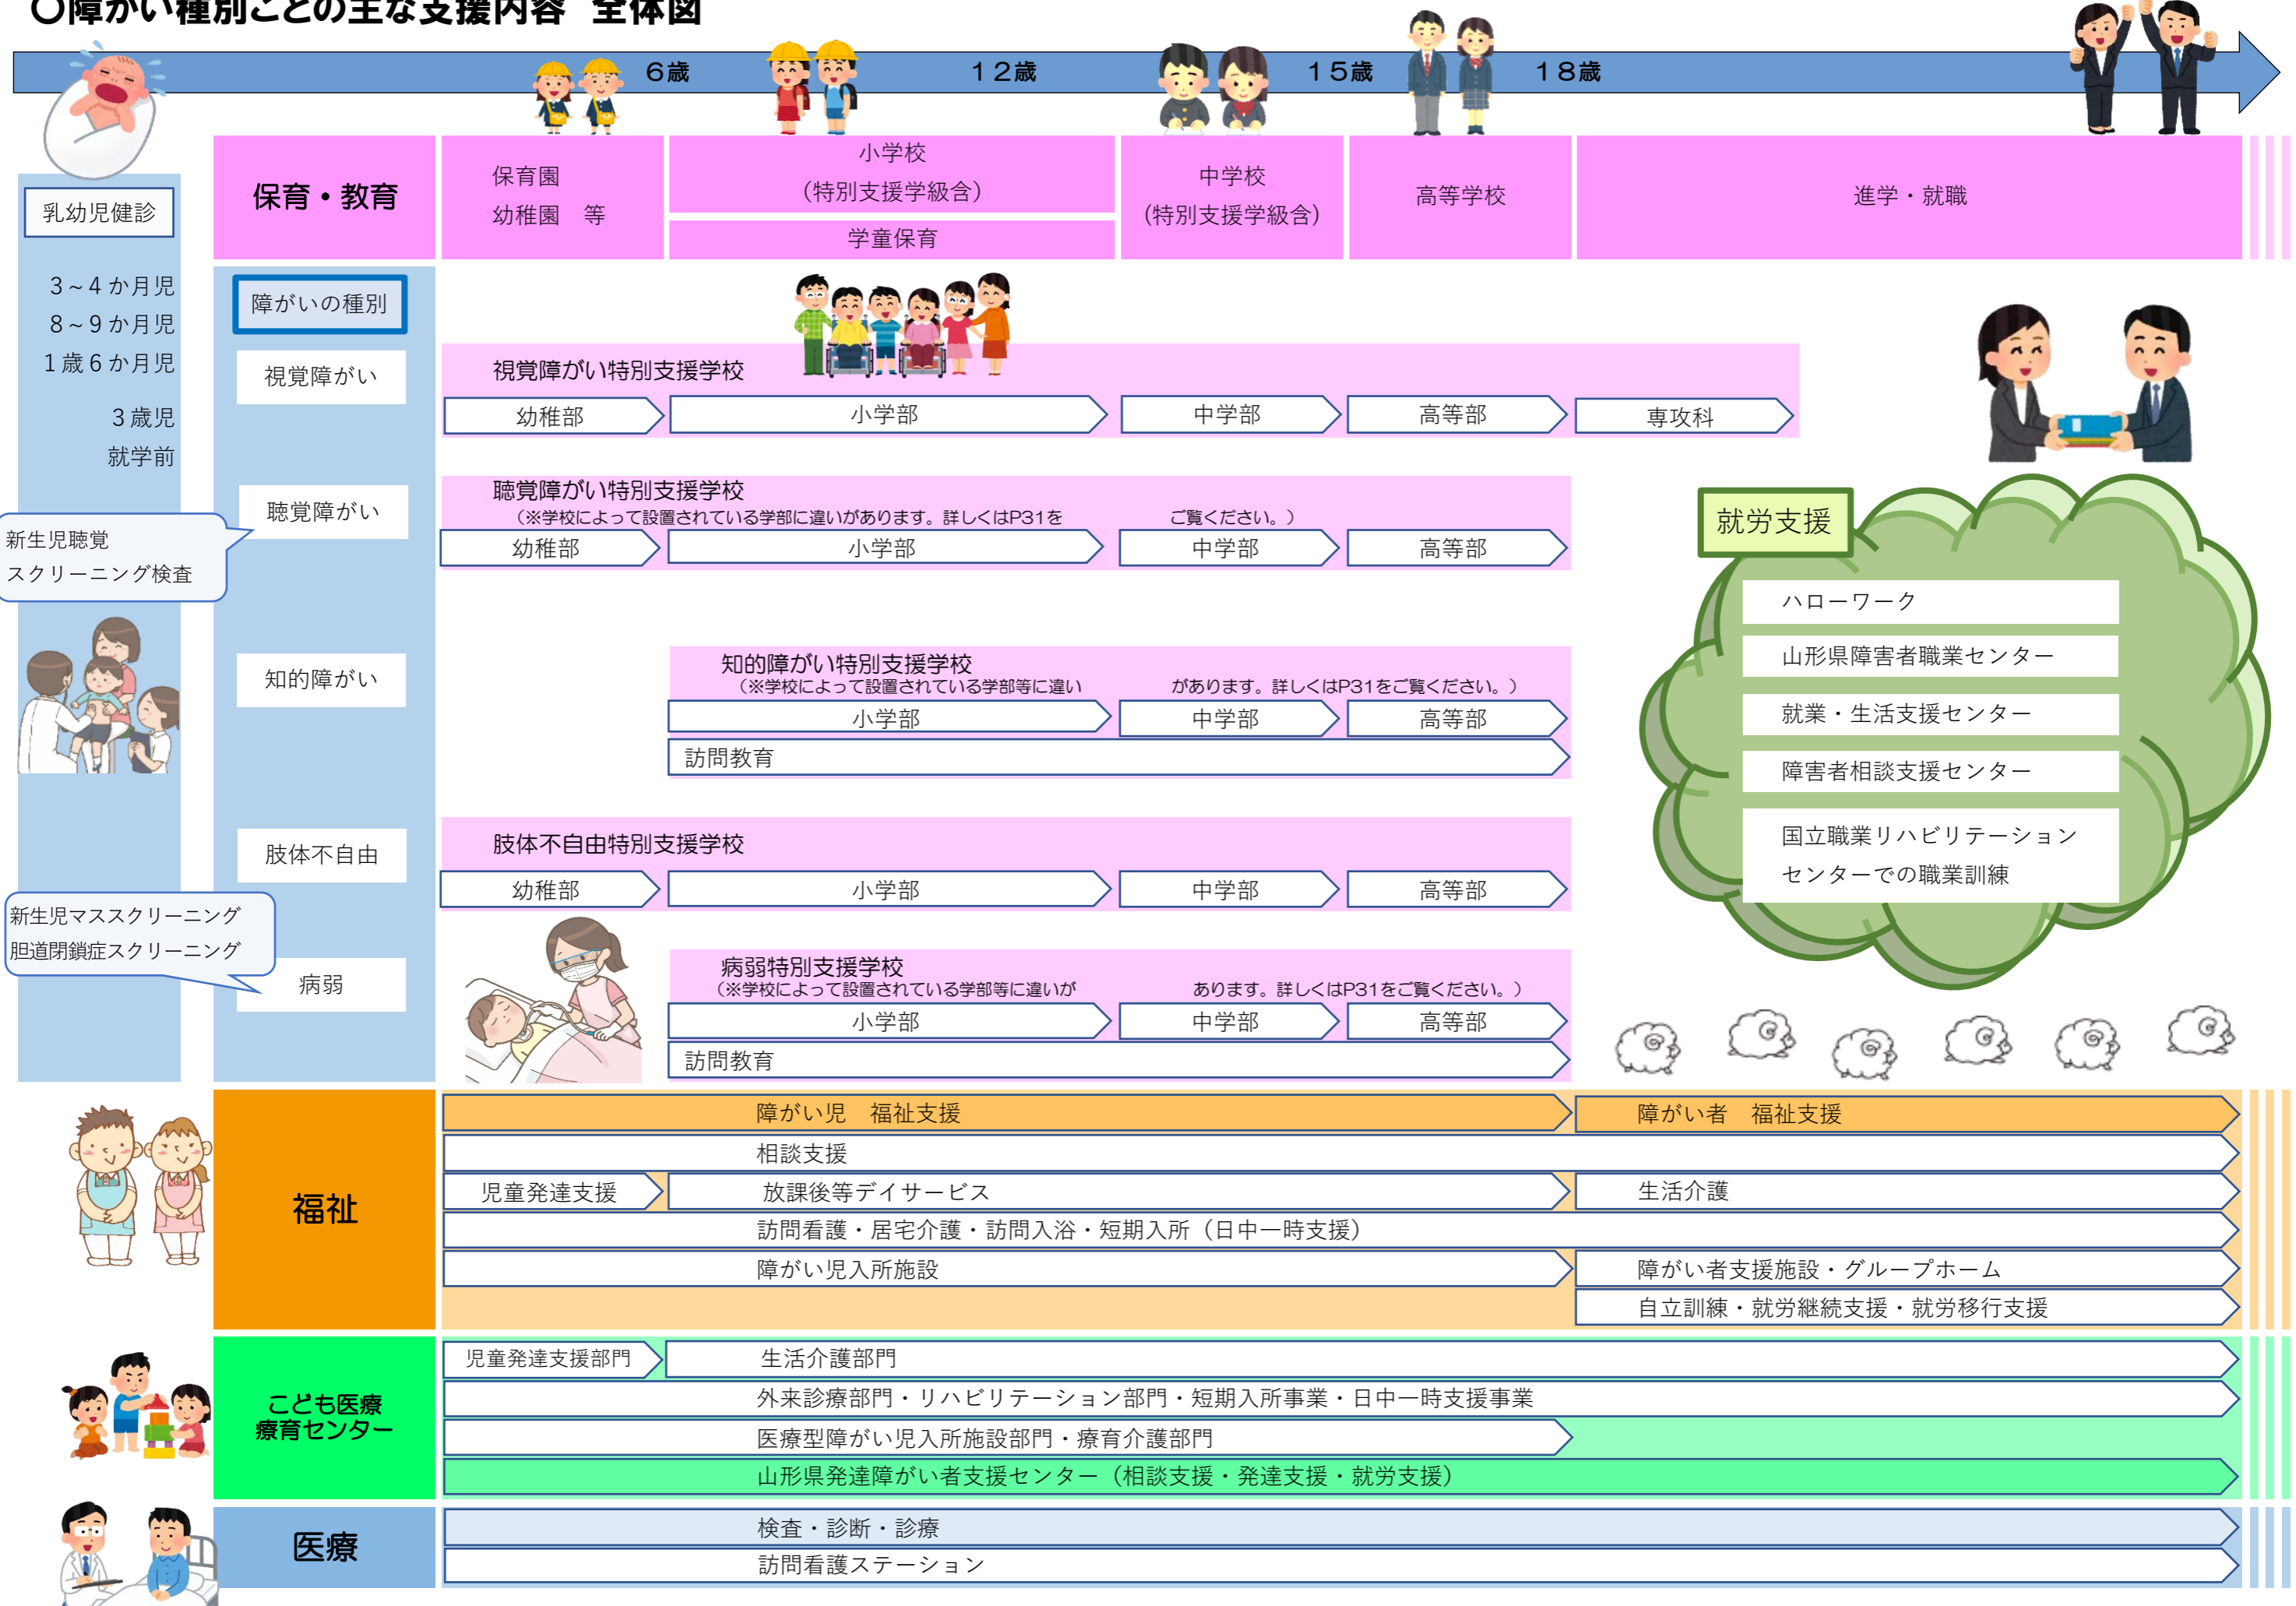 〇障がい種別ごとの主な支援内容　全体図
６歳
１２歳
１５歳
１８歳
乳幼児健診
3～4か月児
8～9か月児
1歳6か月児
3歳児
就学前
新生児聴覚
スクリーニング検査
新生児マススクリーニング
胆道閉鎖症スクリーニング
保育・教育
保育園
幼稚園　等
小学校
（特別支援学級含）
学童保育
中学校
(特別支援学級含)
高等学校
進学・就職
障がいの種別
視覚障がい
視覚障がい特別支援学校
幼稚部
小学部
中学部
高等部
専攻科
聴覚障がい
聴覚障がい特別支援学校
（※学校によって設置されている学部に違いがあります。詳しくはP31を　ご覧ください。）
幼稚部
小学部
中学部
高等部
知的障がい
知的障がい特別支援学校
（※学校によって設置されている学部等に違い　があります。詳しくはP31をご覧ください。）
小学部
中学部
高等部
訪問教育
肢体不自由
肢体不自由特別支援学校
幼稚部
小学部
中学部
高等部
病弱
病弱特別支援学校
（※学校によって設置されている学部等に違いが　あります。詳しくはP31をご覧ください。）
小学部
中学部
高等部
訪問教育
就労支援
ハローワーク
山形県障害者職業センター
就業・生活支援センター
障害者相談支援センター
国立職業リハビリテーション
センターでの職業訓練
福祉
障がい児　福祉支援
障がい者　福祉支援
相談支援
児童発達支援
放課後等デイサービス
生活介護
訪問看護・居宅介護・訪問入浴・短期入所（日中一時支援）
障がい児入所施設
障がい者支援施設・グループホーム
自立訓練・就労継続支援・就労移行支援
こども医療
療育センター
児童発達支援部門
生活介護部門
外来診療部門・リハビリテーション部門・短期入所事業・日中一時支援事業
医療型障がい児入所施設部門・療育介護部門
山形県発達障がい者支援センター（相談支援・発達支援・就労支援）
医療
検査・診断・診療
訪問看護ステーション